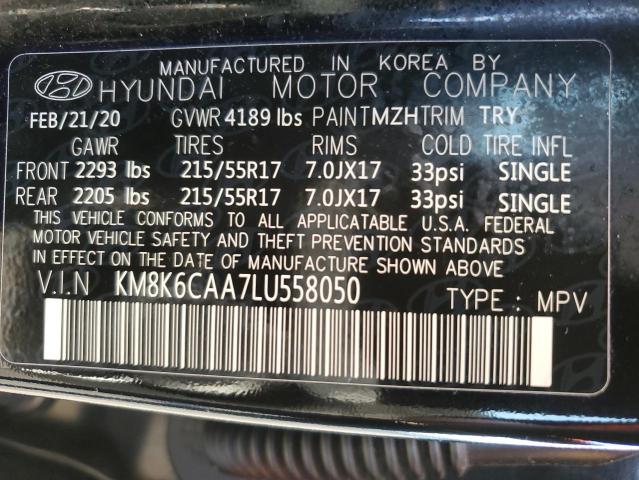 MANUFACTURED IN KOREA BY
HYUNDAI MOTOR COMPANY
FEB/21/20 GVWR 4189 lbs PAINT MZH TRIM TRY
GAWR TIRES RIMS COLD TIRE INFL
FRONT 2293 lbs 215/55R17 7.0JX17 33psi SINGLE
REAR 2205 lbs 215/55R17 7.0JX17 33psi SINGLE
THIS VEHICLE CONFORMS TO ALL APPLICATABLE U.S.A. FEDERAL
MOTOR VEHICLE SAFETY AND THEFT PREVENTION STANDARDS
IN EFFECT ON THE DATE OF MANUFACTURE SHOWN ABOVE
V.I.N KM8K6CAA7LU558050 TYPE : MPV